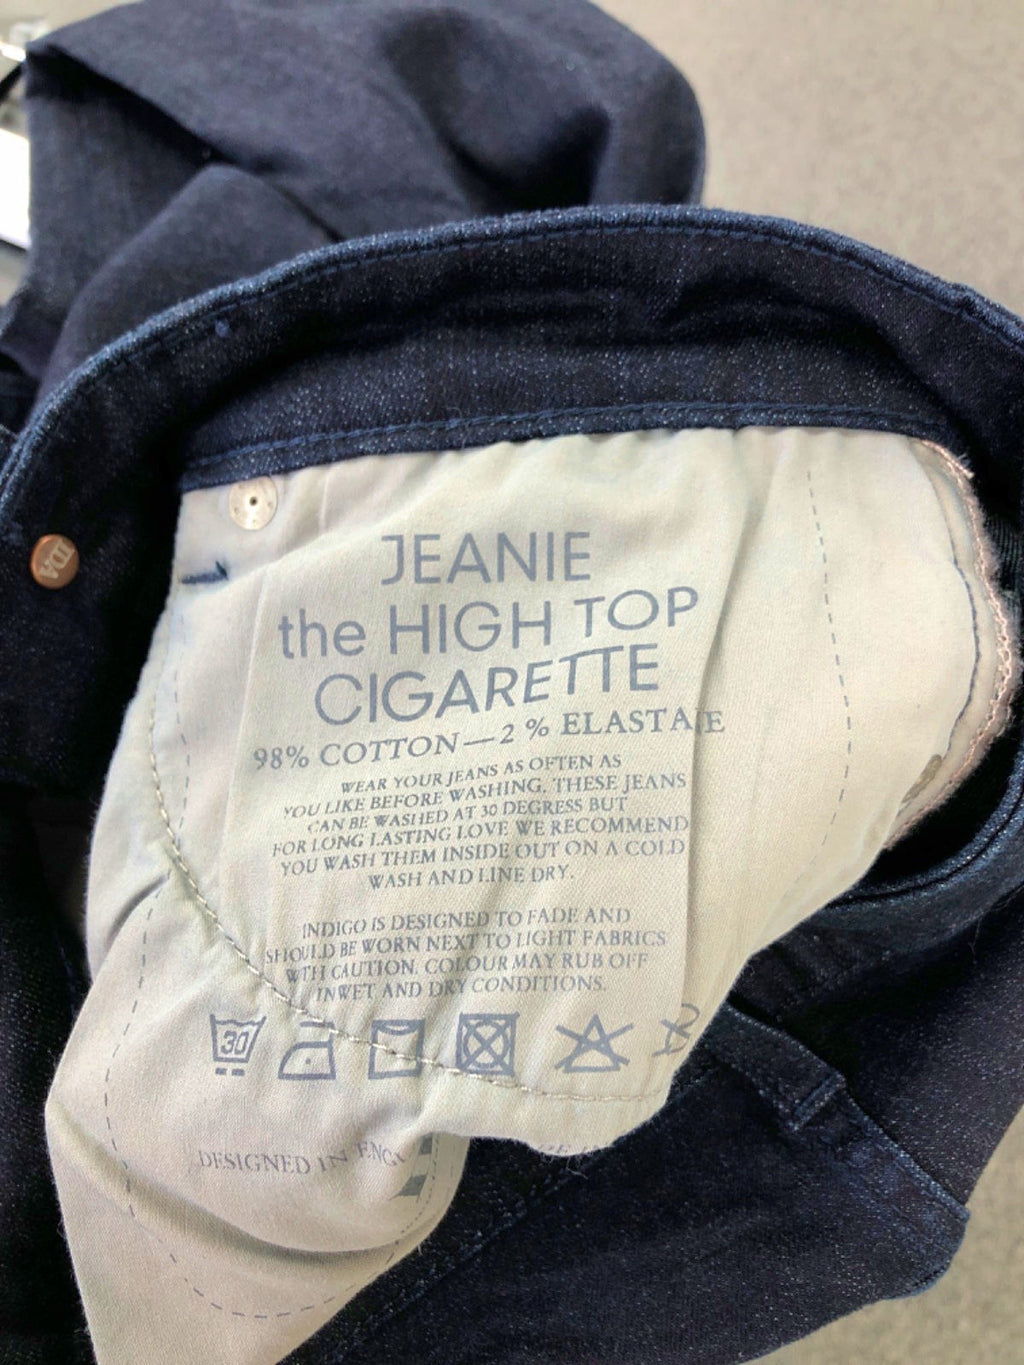 JEANIE
the HIGH TOP
CIGARETTE
98% COTTON — 2 % ELASTANE
WEAR YOUR JEANS AS OFTEN AS
YOU LIKE BEFORE WASHING. THESE JEANS
CAN BE WASHED AT 30 DEGRESS BUT
FOR LONG LASTING LOVE WE RECOMMEND
YOU WASH THEM INSIDE OUT ON A COLD
WASH AND LINE DRY.
INDIGO IS DESIGNED TO FADE AND
SHOULD BE WORN NEXT TO LIGHT FABRICS
WITH CAUTION. COLOUR MAY RUB OFF
IN WET AND DRY CONDITIONS.
30
DESIGNED IN
IDA